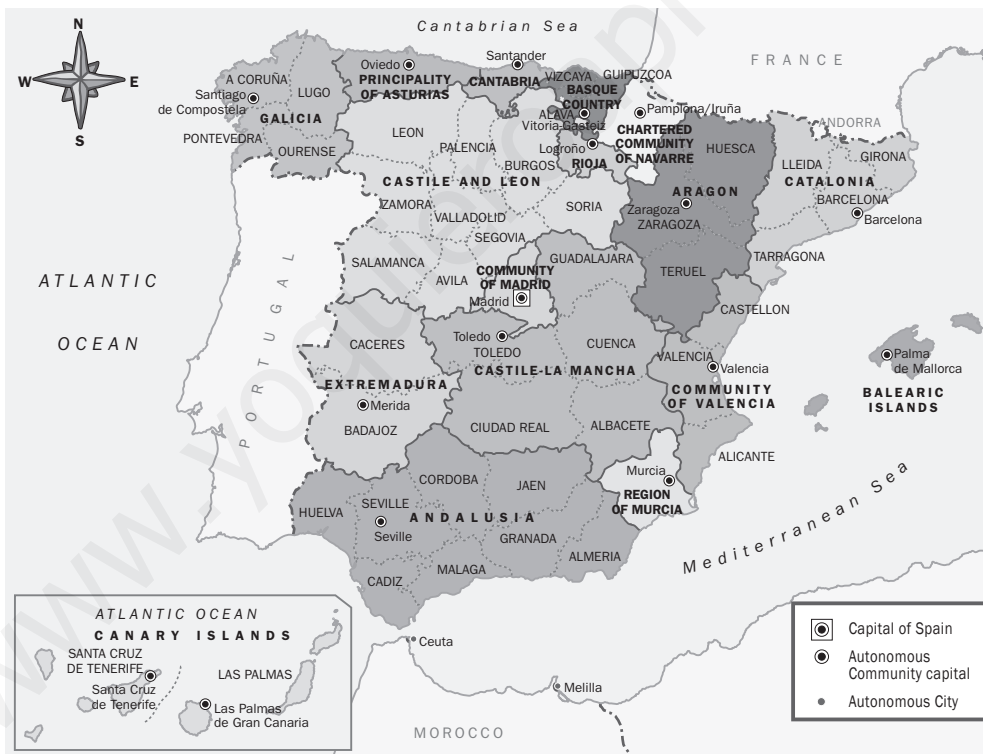 N
W
E
S
Cantabrian Sea
FRANCE
ANDORRA
ATLANTIC
OCEAN
PORTUGAL
Mediterranean Sea
MOROCCO
A CORUÑA
LUGO
Santiago
de Compostela
GALICIA
PONTEVEDRA
OURENSE
Oviedo
PRINCIPALITY
OF ASTURIAS
Santander
CANTABRIA
VIZCAYA
GUIPUZCOA
BASQUE
COUNTRY
ALAVA
Vitoria-Gasteiz
Pamplona/Iruña
CHARTERED
COMMUNITY
OF NAVARRE
Logroño
RIOJA
LEON
PALENCIA
BURGOS
CASTILE AND LEON
ZAMORA
VALLADOLID
SORIA
SEGOVIA
SALAMANCA
AVILA
HUESCA
ARAGON
Zaragoza
ZARAGOZA
TERUEL
LLEIDA
GIRONA
CATALONIA
BARCELONA
Barcelona
TARRAGONA
COMMUNITY
OF MADRID
Madrid
GUADALAJARA
Toledo
TOLEDO
CUENCA
CASTILE-LA MANCHA
CIUDAD REAL
ALBACETE
CACERES
EXTREMADURA
Merida
BADAJOZ
CASTELLON
VALENCIA
Valencia
COMMUNITY
OF VALENCIA
ALICANTE
Palma
de Mallorca
BALEARIC
ISLANDS
Murcia
REGION
OF MURCIA
CORDOBA
JAEN
HUELVA
SEVILLE
Seville
ANDALUSIA
GRANADA
ALMERIA
MALAGA
CADIZ
Ceuta
Melilla
ATLANTIC OCEAN
CANARY ISLANDS
SANTA CRUZ
DE TENERIFE
Santa Cruz
de Tenerife
LAS PALMAS
Las Palmas
de Gran Canaria
Capital of Spain
Autonomous
Community capital
Autonomous City